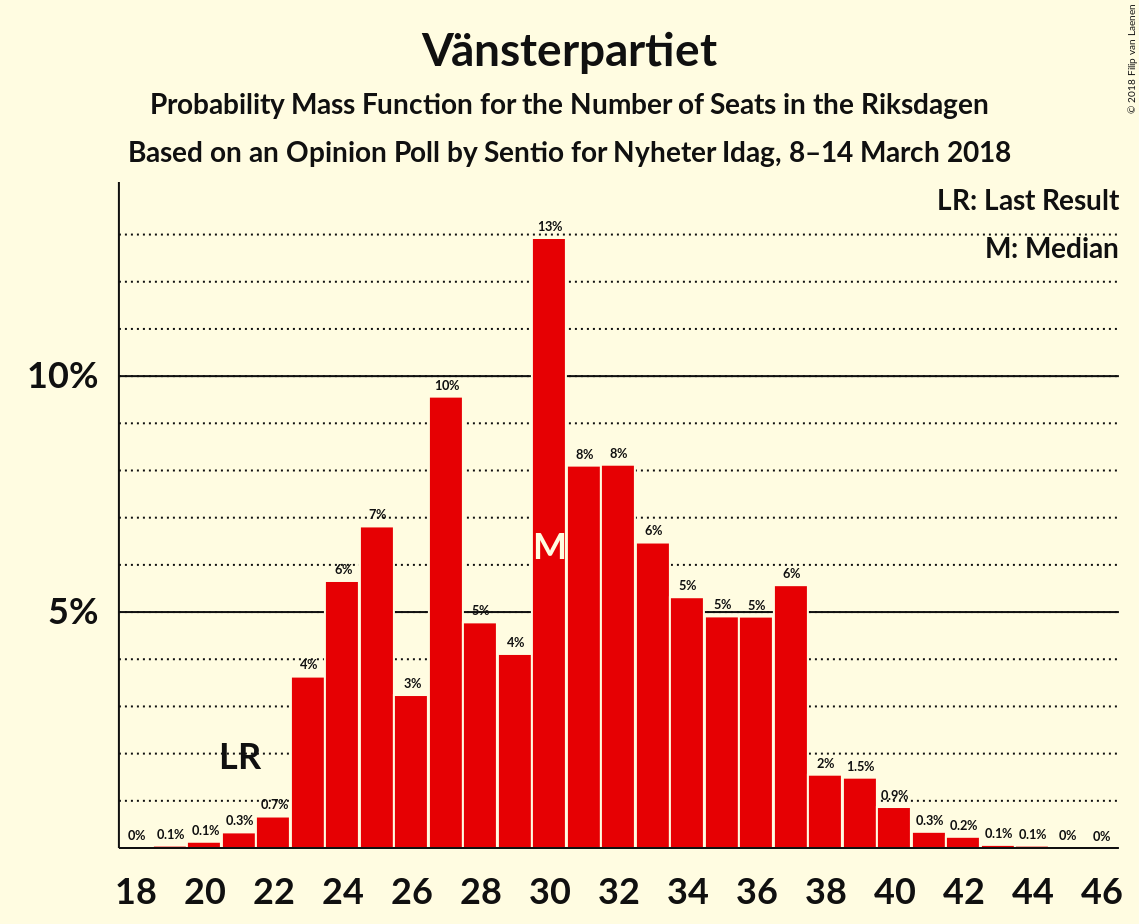 Vänsterpartiet
Probability Mass Function for the Number of Seats in the Riksdagen
Based on an Opinion Poll by Sentio for Nyheter Idag, 8–14 March 2018
© 2018 Filip van Laenen
LR: Last Result
M: Median
10%
5%
0% 0.1% 0.1% 0.3% 0.7% 4% 6% 7% 3% 10% 5% 4% 13% 8% 8% 6% 5% 5% 5% 6% 2% 1.5% 0.9% 0.3% 0.2% 0.1% 0.1% 0% 0%
LR
M
18 20 22 24 26 28 30 32 34 36 38 40 42 44 46